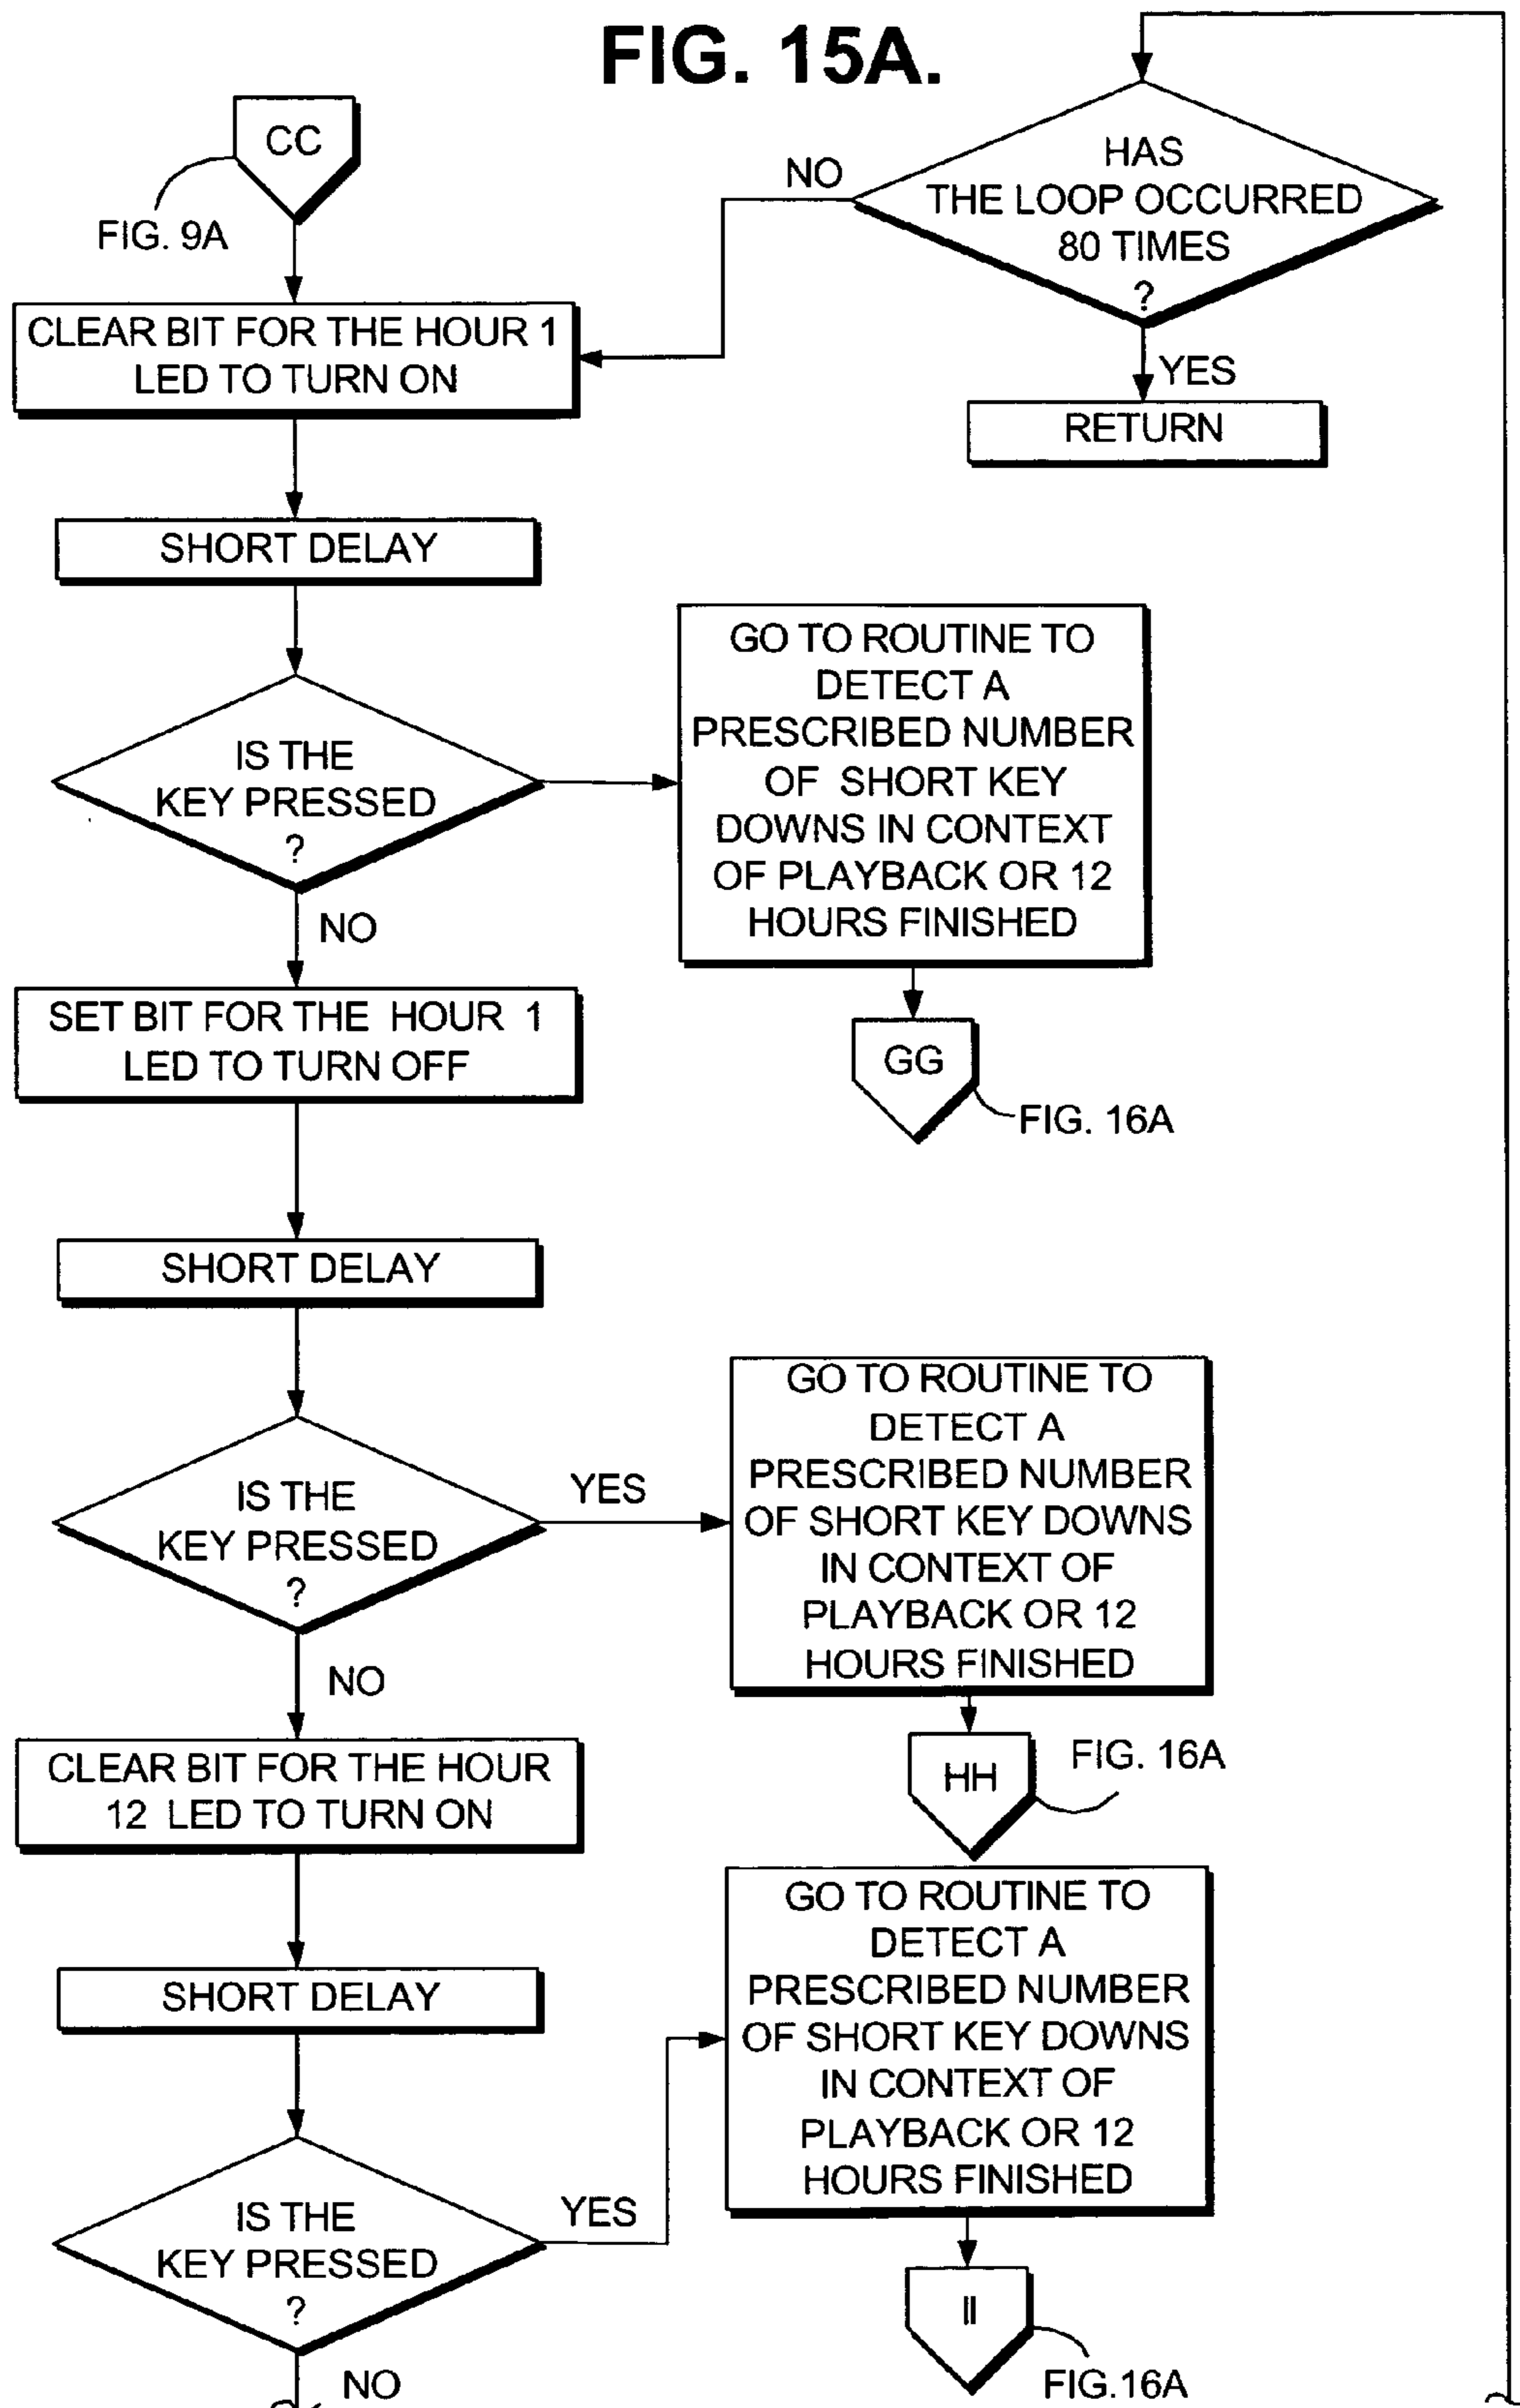 FIG. 15A.
CC
FIG. 9A
HAS
THE LOOP OCCURRED
80 TIMES
?
NO
YES
RETURN
CLEAR BIT FOR THE HOUR 1
LED TO TURN ON
SHORT DELAY
IS THE
KEY PRESSED
?
NO
GO TO ROUTINE TO
DETECT A
PRESCRIBED NUMBER
OF SHORT KEY
DOWNS IN CONTEXT
OF PLAYBACK OR 12
HOURS FINISHED
GG
FIG. 16A
SET BIT FOR THE HOUR 1
LED TO TURN OFF
SHORT DELAY
IS THE
KEY PRESSED
?
YES
NO
GO TO ROUTINE TO
DETECT A
PRESCRIBED NUMBER
OF SHORT KEY DOWNS
IN CONTEXT OF
PLAYBACK OR 12
HOURS FINISHED
HH
FIG. 16A
CLEAR BIT FOR THE HOUR
12 LED TO TURN ON
SHORT DELAY
IS THE
KEY PRESSED
?
YES
NO
GO TO ROUTINE TO
DETECT A
PRESCRIBED NUMBER
OF SHORT KEY DOWNS
IN CONTEXT OF
PLAYBACK OR 12
HOURS FINISHED
II
FIG.16A